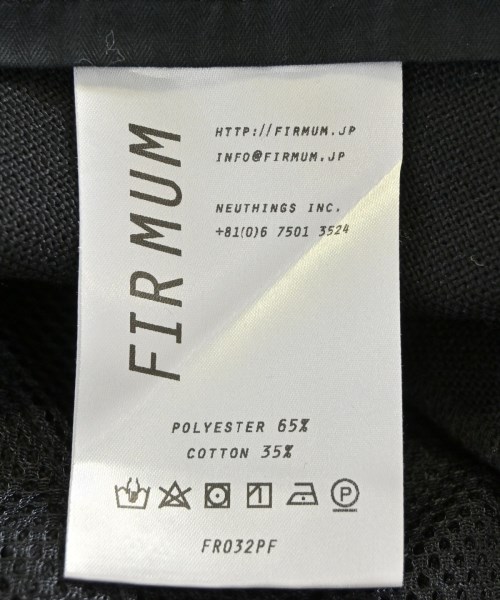 FIRMUM
HTTP://FIRMUM.JP
INFO@FIRMUM.JP
NEUTHINGS INC.
+81(0)6 7501 3524
POLYESTER 65%
COTTON 35%
P
FR032PF